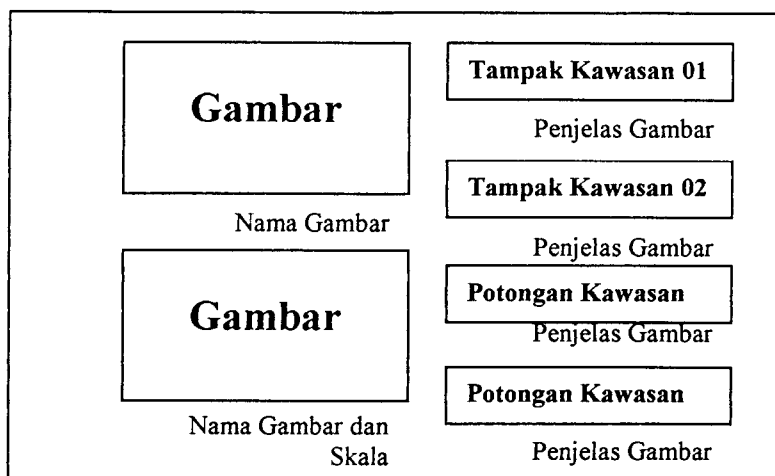 Gambar
Nama Gambar
Gambar
Nama Gambar dan
Skala
Tampak Kawasan 01
Penjelas Gambar
Tampak Kawasan 02
Penjelas Gambar
Potongan Kawasan
Penjelas Gambar
Potongan Kawasan
Penjelas Gambar